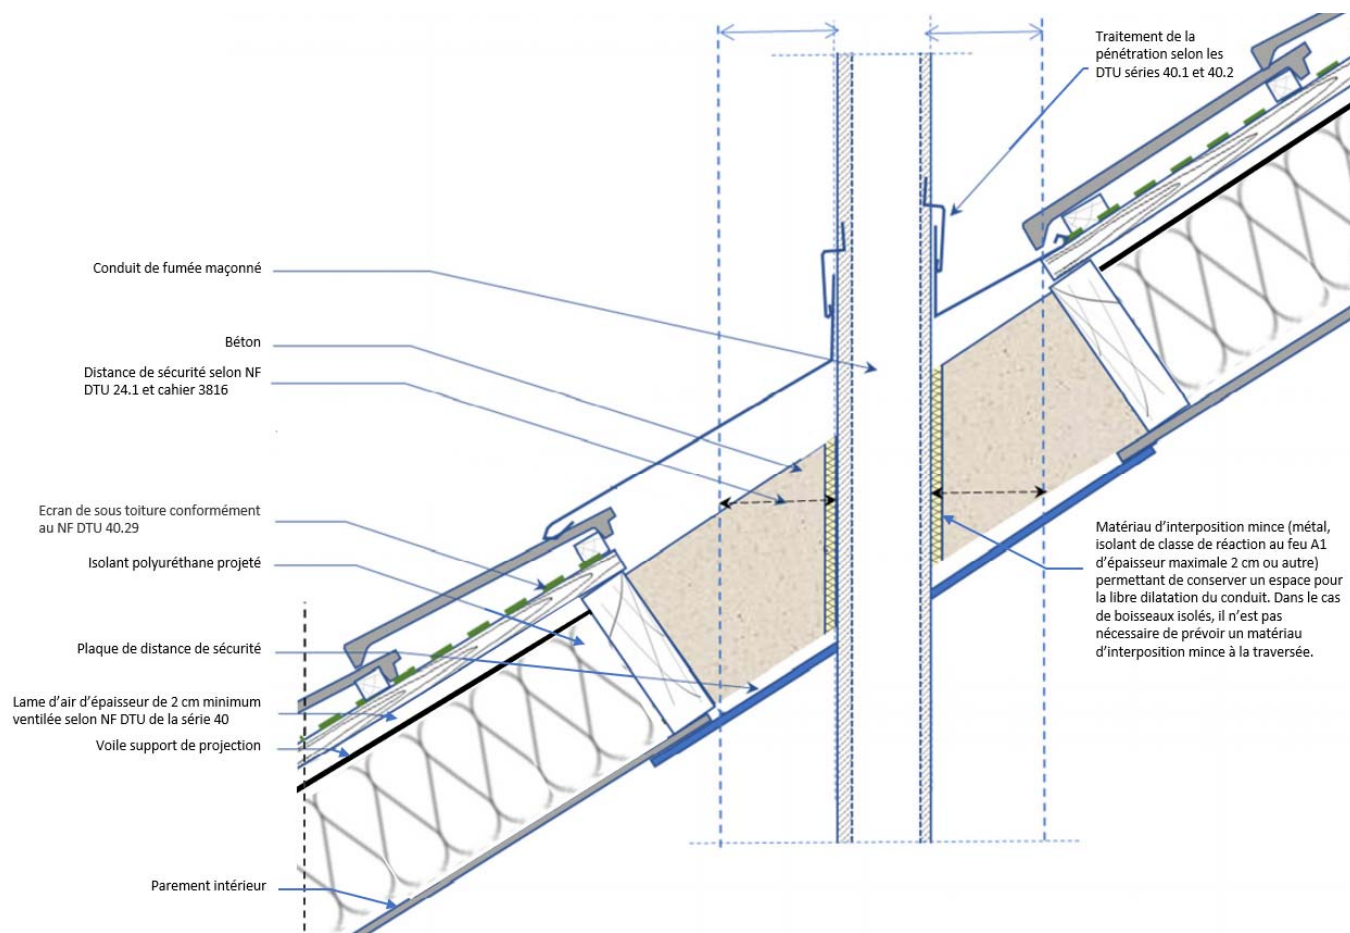 Traitement de la
pénétration selon les
DTU séries 40.1 et 40.2
Conduit de fumée maçonné
Béton
Distance de sécurité selon NF
DTU 24.1 et cahier 3816
Ecran de sous toiture conformément
au NF DTU 40.29
Isolant polyuréthane projeté
Plaque de distance de sécurité
Lame d’air d’épaisseur de 2 cm minimum
ventilée selon NF DTU de la série 40
Voile support de projection
Parement intérieur
Matériau d’interposition mince (métal,
isolant de classe de réaction au feu A1
d’épaisseur maximale 2 cm ou autre)
permettant de conserver un espace pour
la libre dilatation du conduit. Dans le cas
de boisseaux isolés, il n’est pas
nécessaire de prévoir un matériau
d’interposition mince à la traversée.